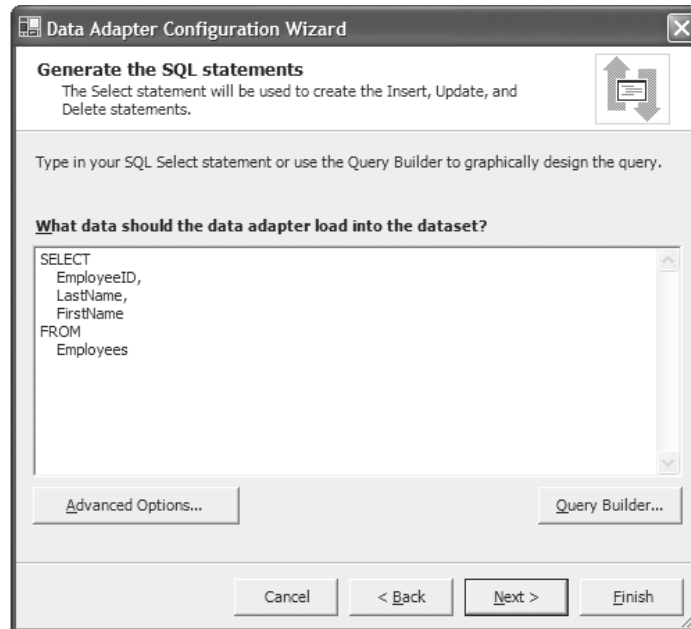 Data Adapter Configuration Wizard
Generate the SQL statements
The Select statement will be used to create the Insert, Update, and
Delete statements.
Type in your SQL Select statement or use the Query Builder to graphically design the query.
What data should the data adapter load into the dataset?
SELECT
EmployeeID,
LastName,
FirstName
FROM
Employees
Advanced Options...
Query Builder...
Cancel
< Back
Next >
Finish